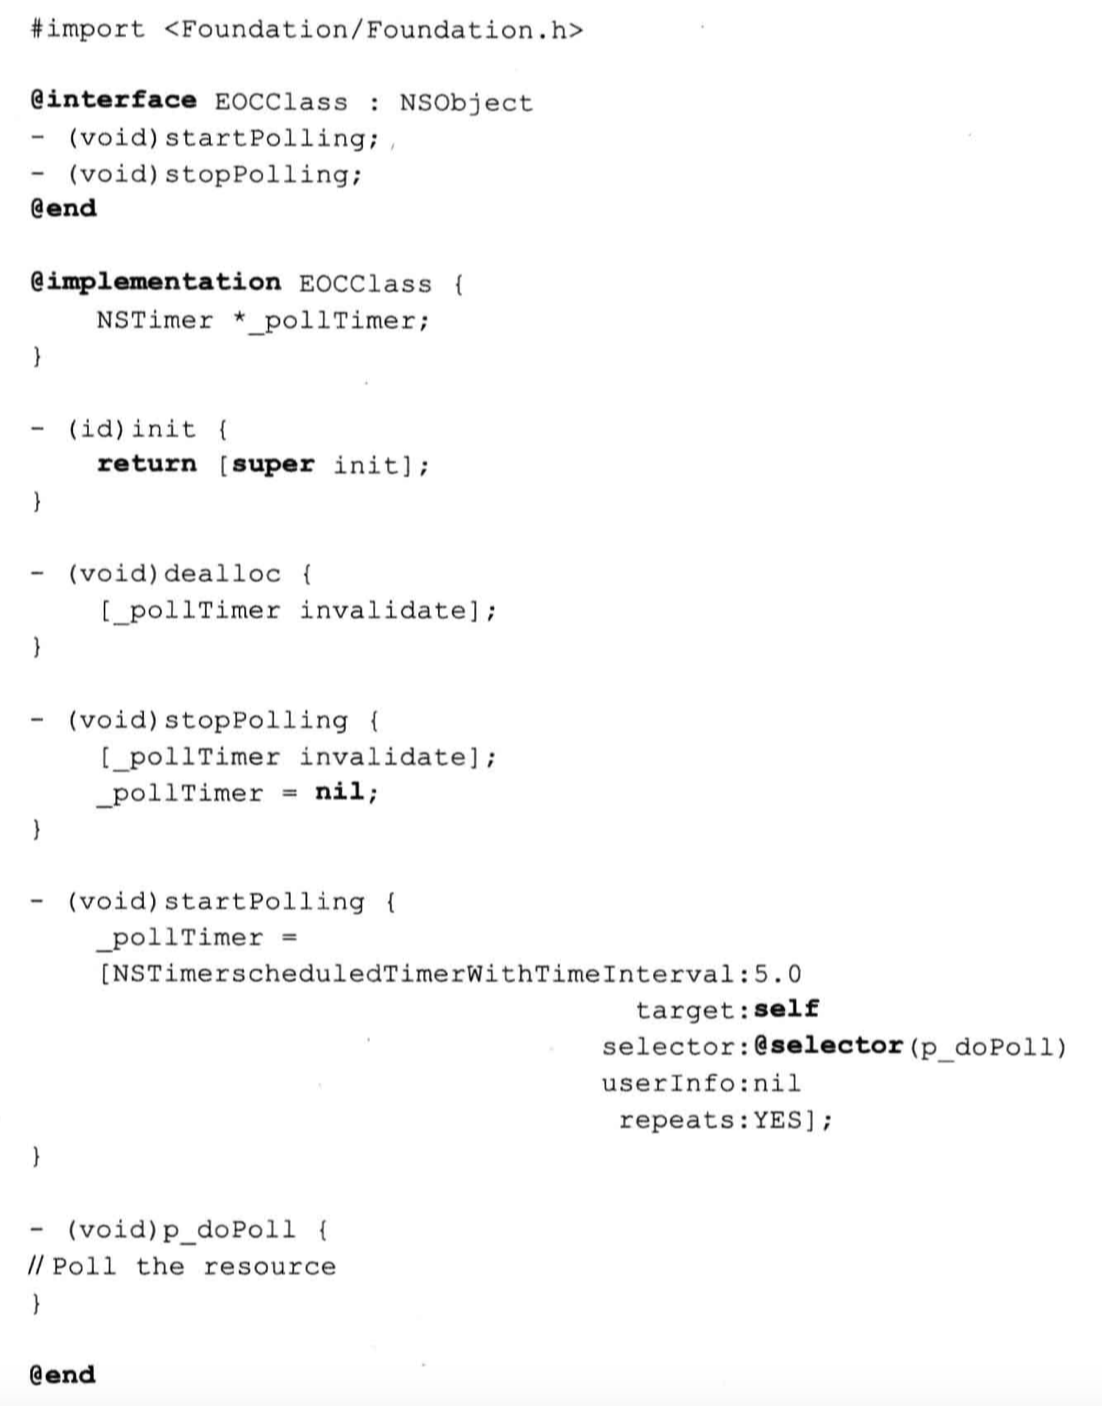 #import <Foundation/Foundation.h>
@interface EOCClass : NSObject
- (void)startPolling;
- (void)stopPolling;
@end
@implementation EOCClass {
    NSTimer *_pollTimer;
}
- (id)init {
    return [super init];
}
- (void)dealloc {
    [_pollTimer invalidate];
}
- (void)stopPolling {
    [_pollTimer invalidate];
    _pollTimer = nil;
}
- (void)startPolling {
    _pollTimer =
    [NSTimerscheduledTimerWithTimeInterval:5.0
                                    target:self
                                  selector:@selector(p_doPoll)
                                  userInfo:nil
                                   repeats:YES];
}
- (void)p_doPoll {
// Poll the resource
}
@end